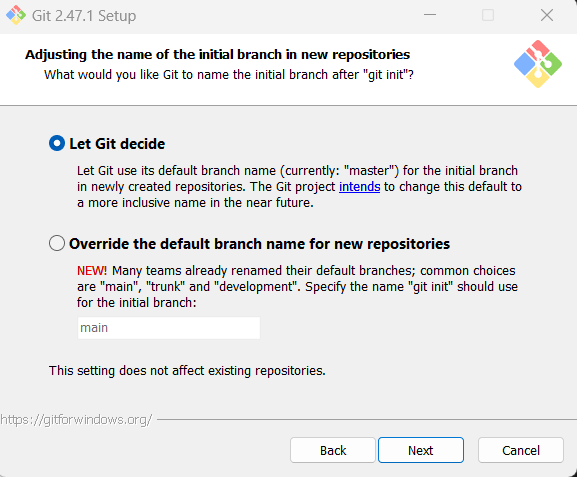 Git 2.47.1 Setup
Adjusting the name of the initial branch in new repositories
What would you like Git to name the initial branch after "git init"?
Let Git decide
Let Git use its default branch name (currently: "master") for the initial branch
in newly created repositories. The Git project intends to change this default to
a more inclusive name in the near future.
Override the default branch name for new repositories
NEW! Many teams already renamed their default branches; common choices
are "main", "trunk" and "development". Specify the name "git init" should use
for the initial branch:
main
This setting does not affect existing repositories.
https://gitforwindows.org/
Back
Next
Cancel